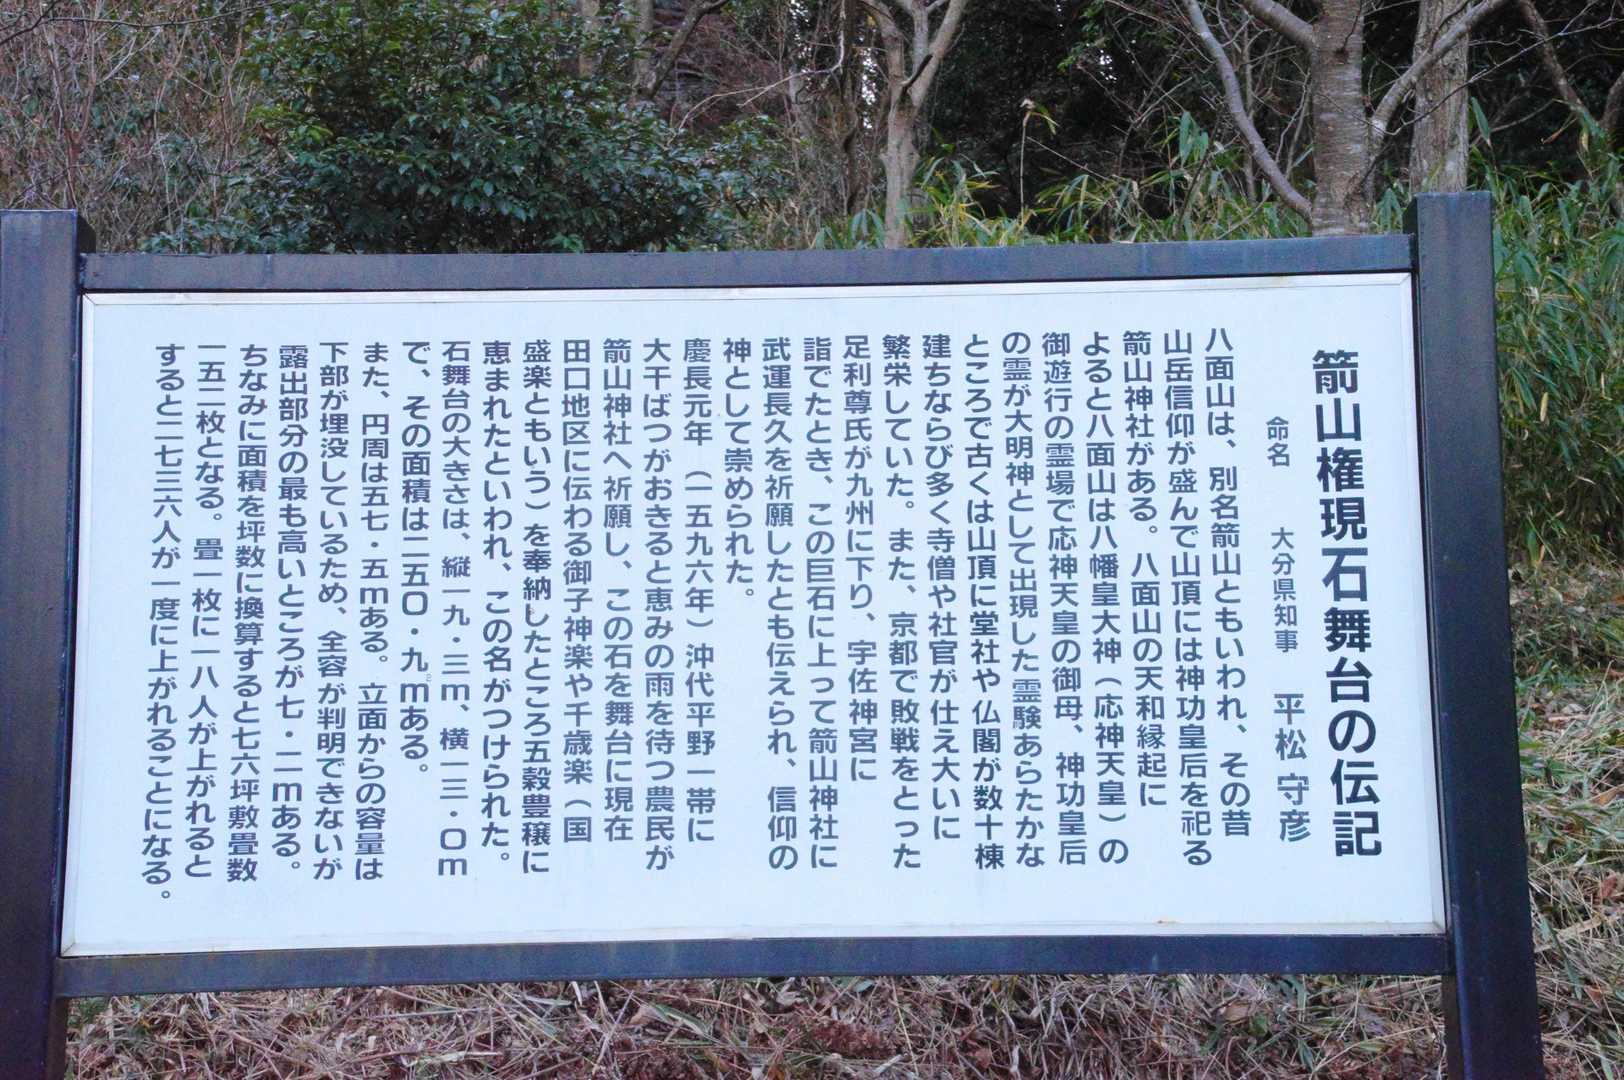 箭山権現石舞台の伝記
命名　大分県知事　平松 守彦
八面山は、別名箭山ともいわれ、その昔
山岳信仰が盛んで山頂には神功皇后を祀る
箭山神社がある。八面山の天和縁起に
よると八面山は八幡皇大神（応神天皇）の
御遊行の霊場で応神天皇の御母、神功皇后
の霊が大明神として出現した霊験あらたかな
ところで古くは山頂に堂社や仏閣が数十棟
建ちならび多く寺僧や社官が仕え大いに
繁栄していた。また、京都で敗戦をとった
足利尊氏が九州に下り、宇佐神宮に
詣でたとき、この巨石に上って箭山神社に
武運長久を祈願したとも伝えられ、信仰の
神として崇められた。
慶長元年（一五九六年）沖代平野一帯に
大干ばつがおきると恵みの雨を待つ農民が
箭山神社へ祈願し、この石を舞台に現在
田口地区に伝わる御子神楽や千歳楽（国
盛楽ともいう）を奉納したところ五穀豊穣に
恵まれたといわれ、この名がつけられた。
石舞台の大きさは、縦一九・三m、横一三・0m
で、その面積は二五0・九㎡ある。
また、円周は五七・五mある。立面からの容量は
下部が埋没しているため、全容が判明できないが
露出部分の最も高いところが七・二mある。
ちなみに面積を坪数に換算すると七六坪敷畳数
一五二枚となる。畳一枚に一八人が上がれると
すると二七三六人が一度に上がれることになる。